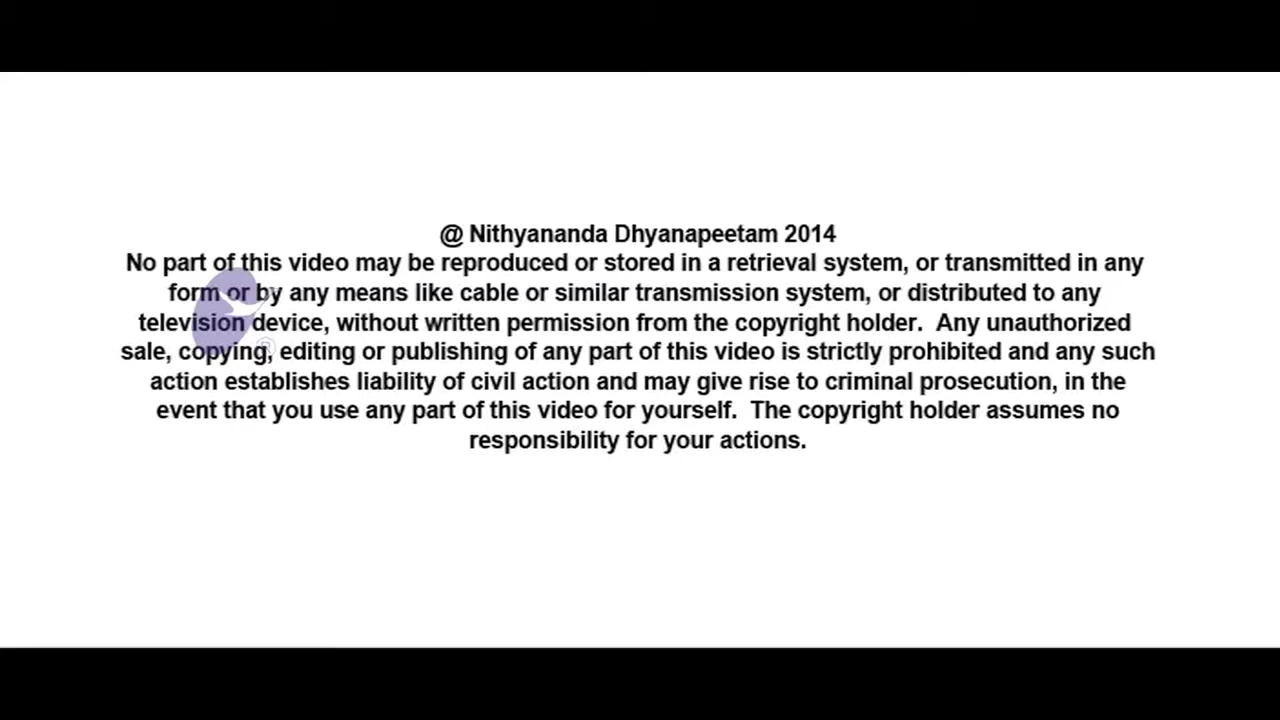 @ Nithyananda Dhyanapeetam 2014
No part of this video may be reproduced or stored in a retrieval system, or transmitted in any
form or by any means like cable or similar transmission system, or distributed to any
television device, without written permission from the copyright holder.  Any unauthorized
sale, copying, editing or publishing of any part of this video is strictly prohibited and any such
action establishes liability of civil action and may give rise to criminal prosecution, in the
event that you use any part of this video for yourself.  The copyright holder assumes no
responsibility for your actions.
®